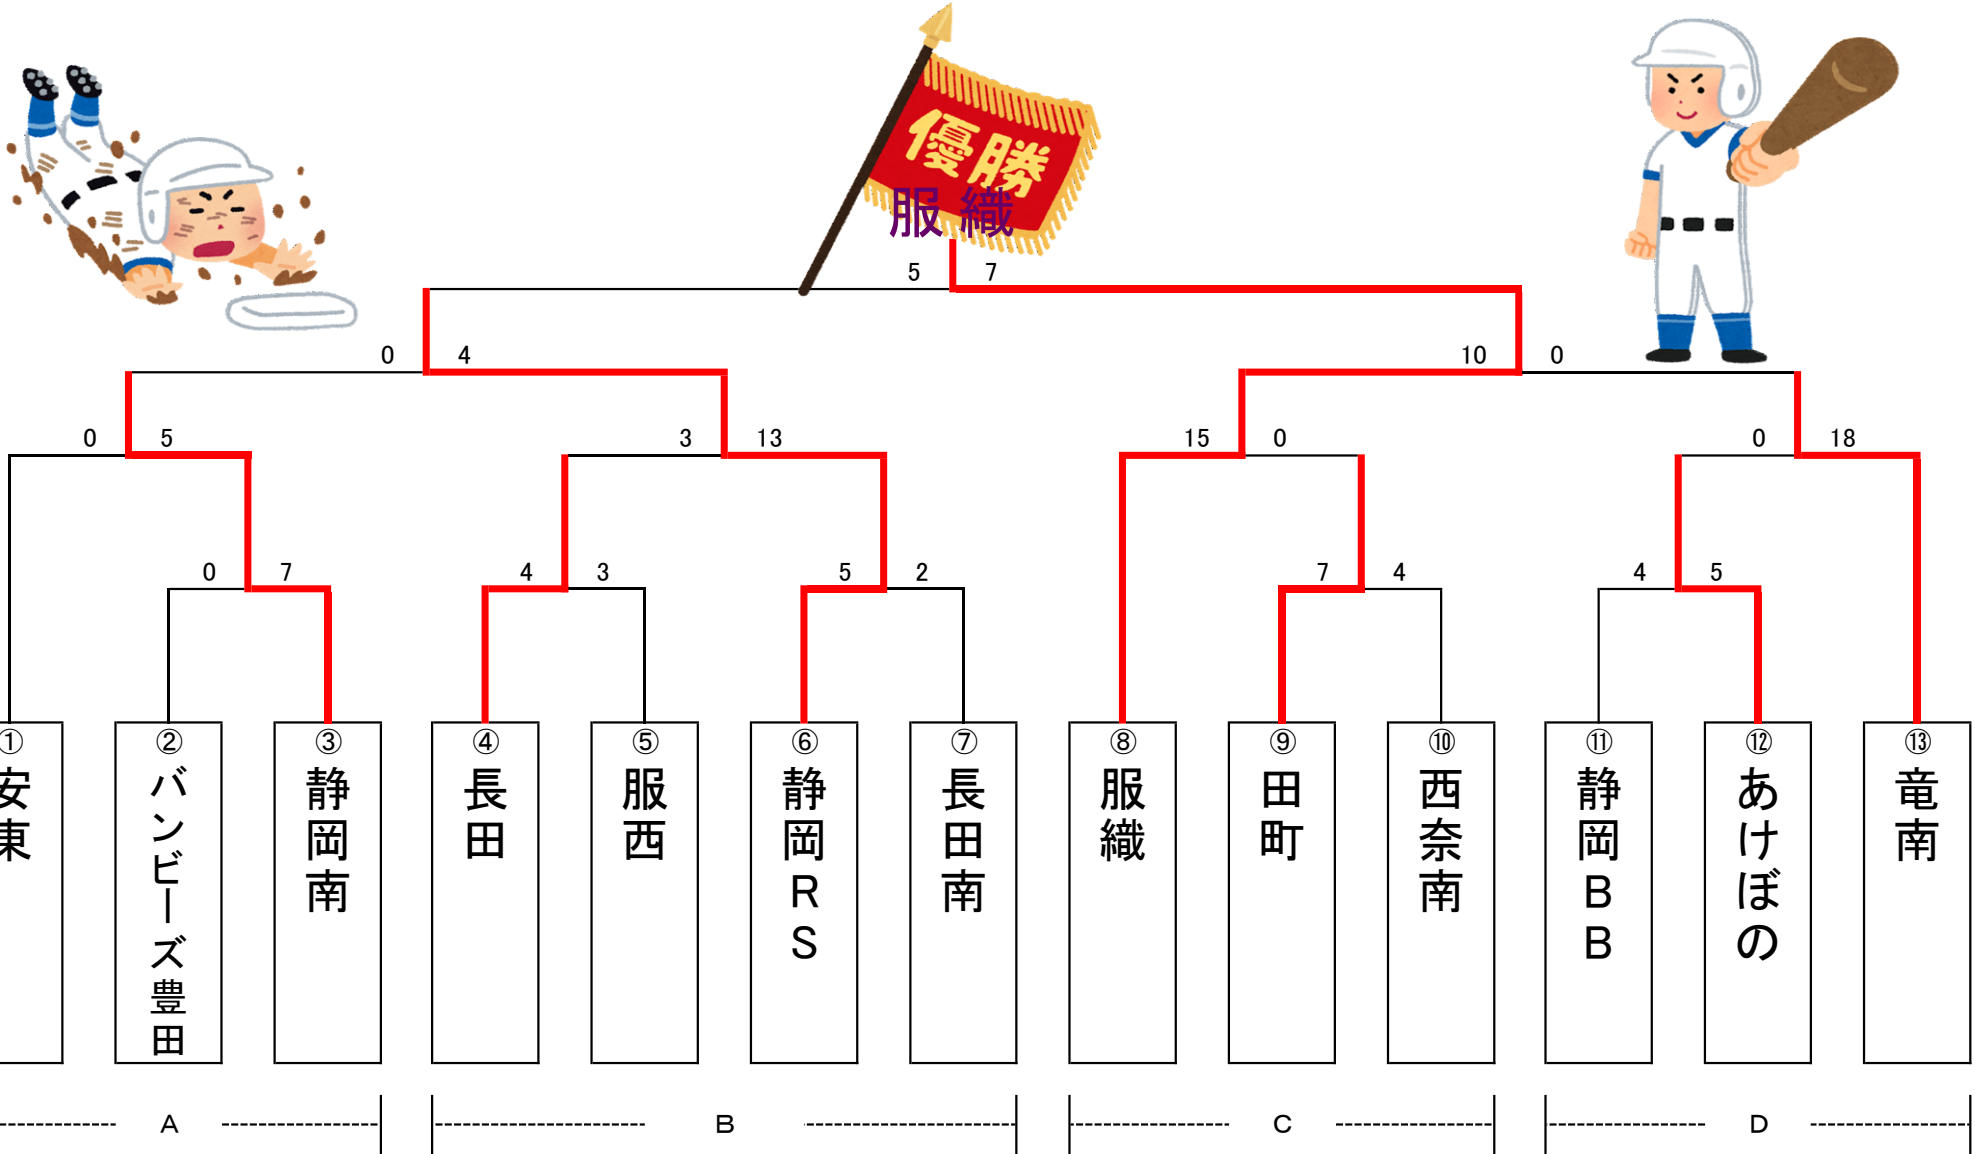 優勝
服織
5 7
0 4
10 0
0 5
3 13
15 0
0 18
0 7
4 3
5 2
7 4
4 5
① 安東
② バンビーズ豊田
③ 静岡南
④ 長田
⑤ 服西
⑥ 静岡RS
⑦ 長田南
⑧ 服織
⑨ 田町
⑩ 西奈南
⑪ 静岡BB
⑫ あけぼの
⑬ 竜南
A
B
C
D